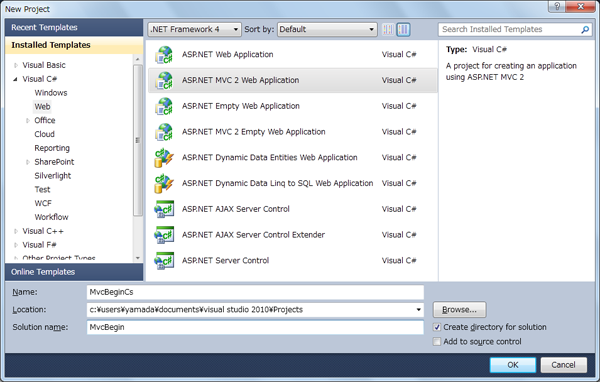 New Project
Recent Templates
.NET Framework 4 Sort by: Default
Search Installed Templates
Installed Templates
Visual Basic
Visual C#
Windows
Web
Office
Cloud
Reporting
SharePoint
Silverlight
Test
WCF
Workflow
Visual C++
Visual F#
Other Project Types
Online Templates
ASP.NET Web Application Visual C#
ASP.NET MVC 2 Web Application Visual C#
ASP.NET Empty Web Application Visual C#
ASP.NET MVC 2 Empty Web Application Visual C#
ASP.NET Dynamic Data Entities Web Application Visual C#
ASP.NET Dynamic Data Linq to SQL Web Application Visual C#
ASP.NET AJAX Server Control Visual C#
ASP.NET AJAX Server Control Extender Visual C#
ASP.NET Server Control Visual C#
Type: Visual C#
A project for creating an application
using ASP.NET MVC 2
Name: MvcBeginCs
Location: c:¥users¥yamada¥documents¥visual studio 2010¥Projects Browse...
Solution name: MvcBegin
Create directory for solution
Add to source control
OK Cancel